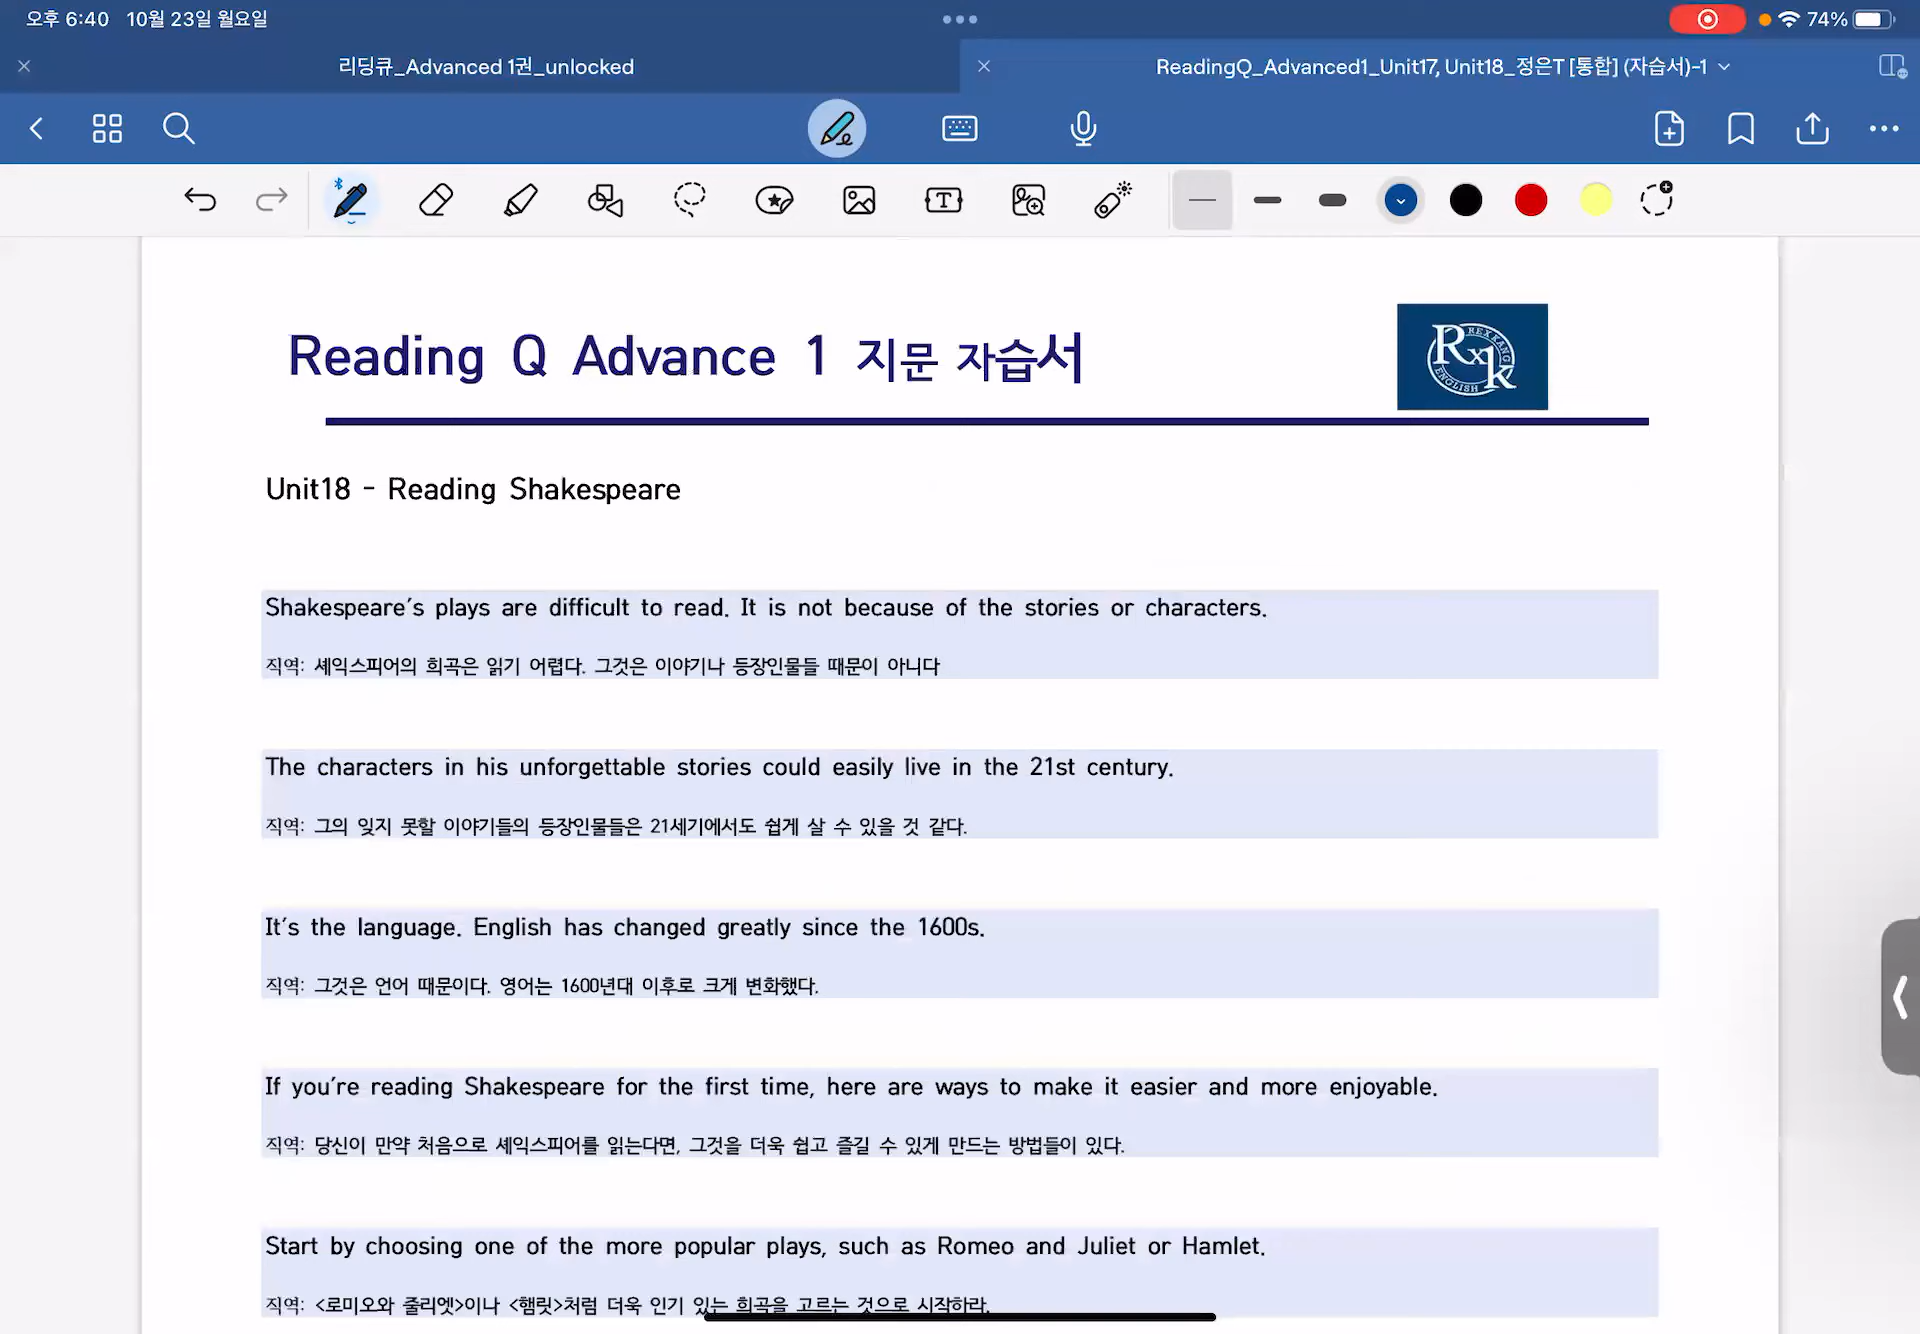 오후 6:40 10월 23일 월요일
74%
리딩큐_Advanced 1권_unlocked
ReadingQ_Advanced1_Unit17, Unit18_정은T [통합] (자습서)-1
Reading Q Advance 1 지문 자습서
REX KANG
RxK
ENGLISH
Unit18 - Reading Shakespeare
Shakespeare's plays are difficult to read. It is not because of the stories or characters.
직역: 셰익스피어의 희곡은 읽기 어렵다. 그것은 이야기나 등장인물들 때문이 아니다
The characters in his unforgettable stories could easily live in the 21st century.
직역: 그의 잊지 못할 이야기들의 등장인물들은 21세기에서도 쉽게 살 수 있을 것 같다.
It's the language. English has changed greatly since the 1600s.
직역: 그것은 언어 때문이다. 영어는 1600년대 이후로 크게 변화했다.
If you're reading Shakespeare for the first time, here are ways to make it easier and more enjoyable.
직역: 당신이 만약 처음으로 셰익스피어를 읽는다면, 그것을 더욱 쉽고 즐길 수 있게 만드는 방법들이 있다.
Start by choosing one of the more popular plays, such as Romeo and Juliet or Hamlet.
직역: <로미오와 줄리엣>이나 <햄릿>처럼 더욱 인기 있는 희곡을 고르는 것으로 시작하라.